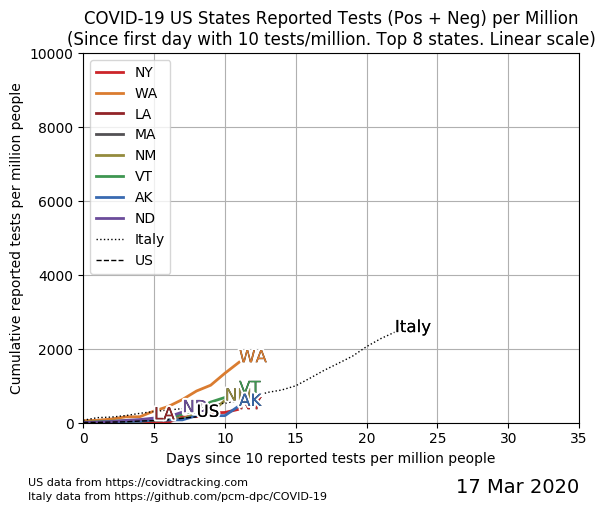 COVID-19 US States Reported Tests (Pos + Neg) per Million
(Since first day with 10 tests/million. Top 8 states. Linear scale)
Cumulative reported tests per million people
10000
8000
6000
4000
2000
0
NY
WA
LA
MA
NM
VT
AK
ND
Italy
US
Italy
WA
VT
AK
ND
US
LA
0 5 10 15 20 25 30 35
Days since 10 reported tests per million people
US data from https://covidtracking.com
Italy data from https://github.com/pcm-dpc/COVID-19
17 Mar 2020